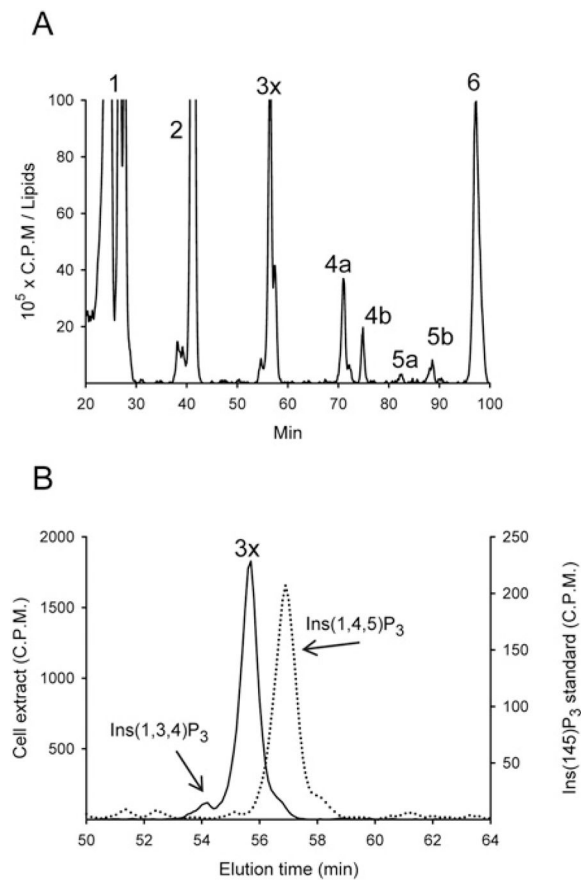 A
1
2
3x
4a
4b
5a
5b
6
10⁵ x C.P.M / Lipids
100
80
60
40
20
20 30 40 50 60 70 80 90 100
Min
B
2000
1500
1000
500
Cell extract (C.P.M.)
3x
Ins(1,4,5)P₃
Ins(1,3,4)P₃
250
200
150
100
50
Ins(145)P₃ standard (C.P.M.)
50 52 54 56 58 60 62 64
Elution time (min)